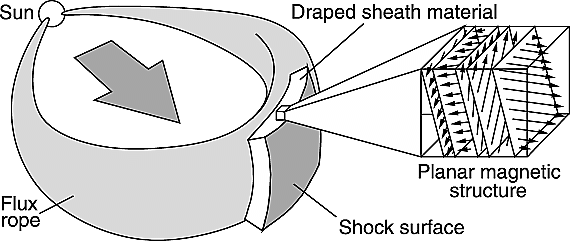 Sun
Draped sheath material
Planar magnetic
structure
Flux
rope
Shock surface